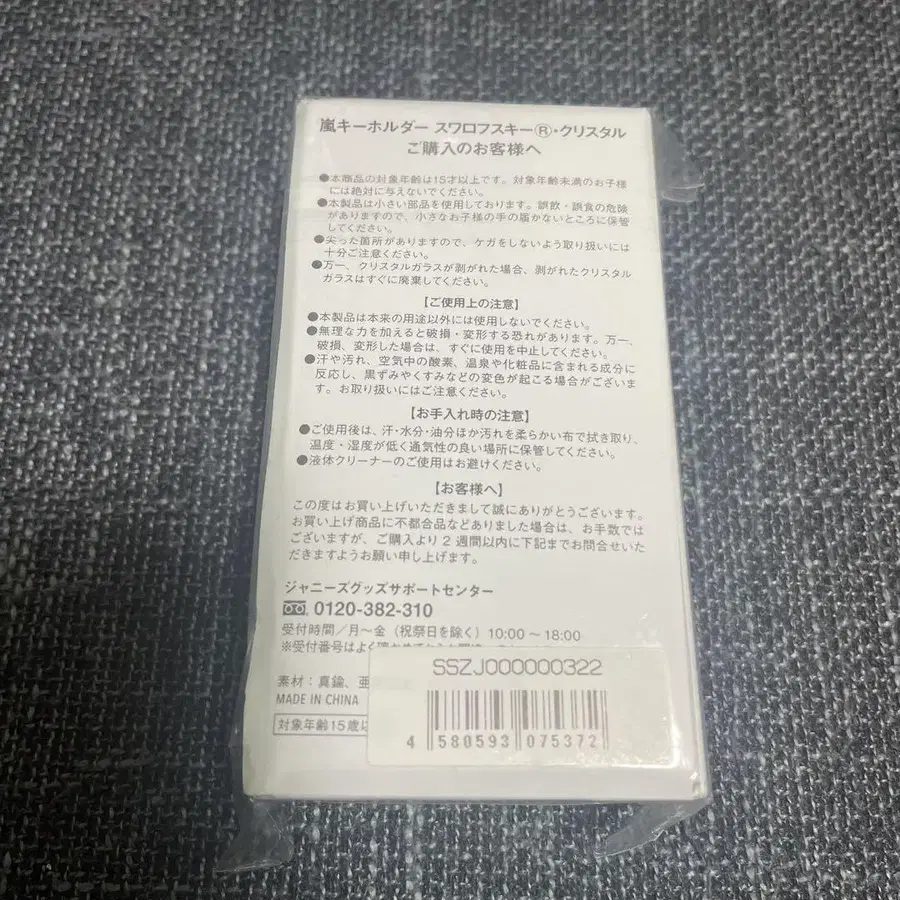 嵐キーホルダー スワロフスキー®・クリスタル
ご購入のお客様へ
●本商品の対象年齢は15才以上です。対象年齢未満のお子様
には絶対に与えないでください。
●本製品は小さい部品を使用しております。誤飲・誤食の危険
がありますので、小さなお子様の手の届かないところに保管
してください。
●尖った箇所がありますので、ケガをしないよう取り扱いには
十分ご注意ください。
●万一、クリスタルガラスが剥がれた場合、剥がれたクリスタル
ガラスはすぐに廃棄してください。
【ご使用上の注意】
●本製品は本来の用途以外には使用しないでください。
●無理な力を加えると破損・変形する恐れがあります。万一、
破損、変形した場合は、すぐに使用を中止してください。
●汗や汚れ、空気中の酸素、温泉や化粧品に含まれる成分に
反応し、黒ずみやくすみなどの変色が起こる場合がございま
す。お取り扱いにはご注意ください。
【お手入れ時の注意】
●ご使用後は、汗・水分・油分ほか汚れを柔らかい布で拭き取り、
温度・湿度が低く通気性の良い場所に保管してください。
●液体クリーナーのご使用はお避けください。
【お客様へ】
この度はお買い上げいただきまして誠にありがとうございます。
お買い上げ商品に不都合品などありました場合は、お手数では
ございますが、ご購入より2週間以内に下記までお問合せいた
だきますようお願い申し上げます。
ジャニーズグッズサポートセンター
0120-382-310
受付時間／月～金（祝祭日を除く）10:00～18:00
※受付番号はよく
SSZJ000000322
素材：真鍮、亜
MADE IN CHINA
対象年齢15歳以
4 580593 075372